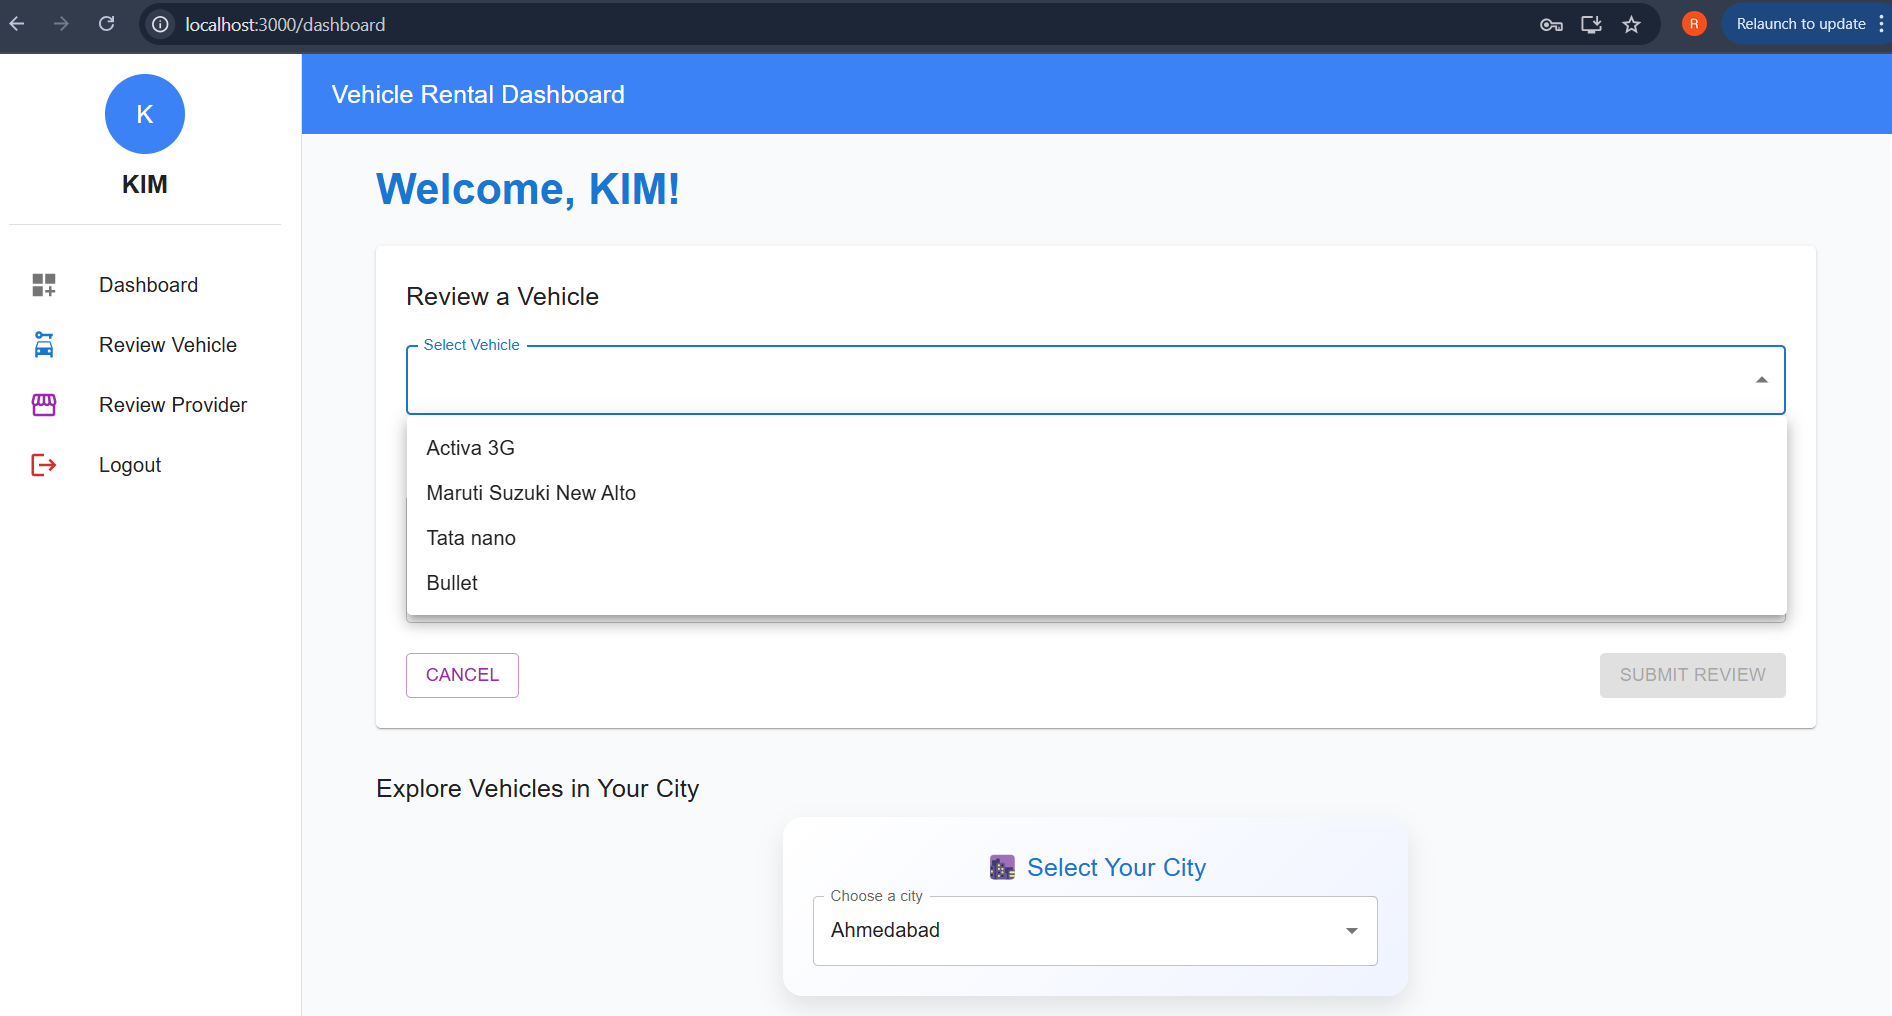 localhost:3000/dashboard
R
Relaunch to update
K
KIM
Dashboard
Review Vehicle
Review Provider
Logout
Vehicle Rental Dashboard
Welcome, KIM!
Review a Vehicle
Select Vehicle
Activa 3G
Maruti Suzuki New Alto
Tata nano
Bullet
CANCEL
SUBMIT REVIEW
Explore Vehicles in Your City
Select Your City
Choose a city
Ahmedabad